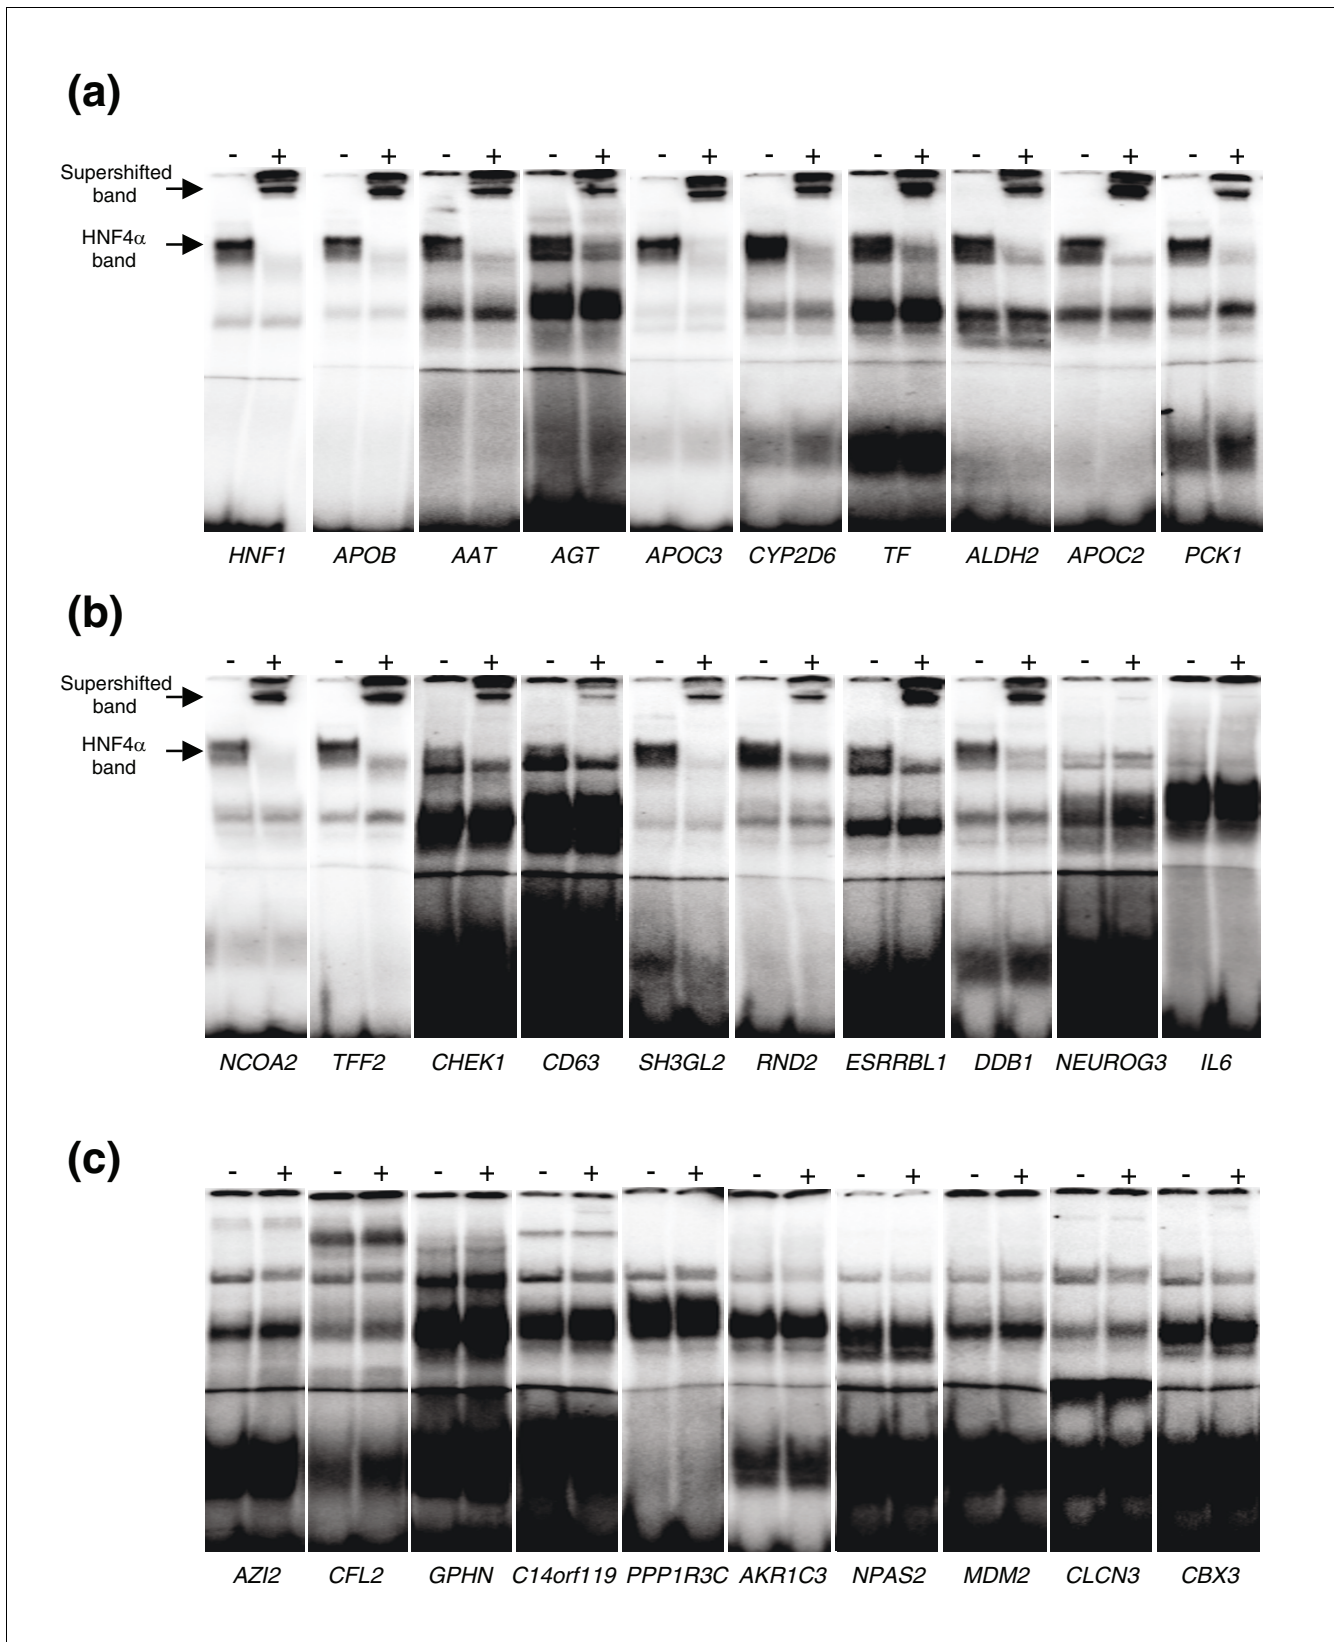 (a)
- + - + - + - + - + - + - + - + - + - +
Supershifted
band
HNF4α
band
HNF1 APOB AAT AGT APOC3 CYP2D6 TF ALDH2 APOC2 PCK1
(b)
- + - + - + - + - + - + - + - + - + - +
Supershifted
band
HNF4α
band
NCOA2 TFF2 CHEK1 CD63 SH3GL2 RND2 ESRRBL1 DDB1 NEUROG3 IL6
(c)
- + - + - + - + - + - + - + - + - + - +
AZI2 CFL2 GPHN C14orf119 PPP1R3C AKR1C3 NPAS2 MDM2 CLCN3 CBX3